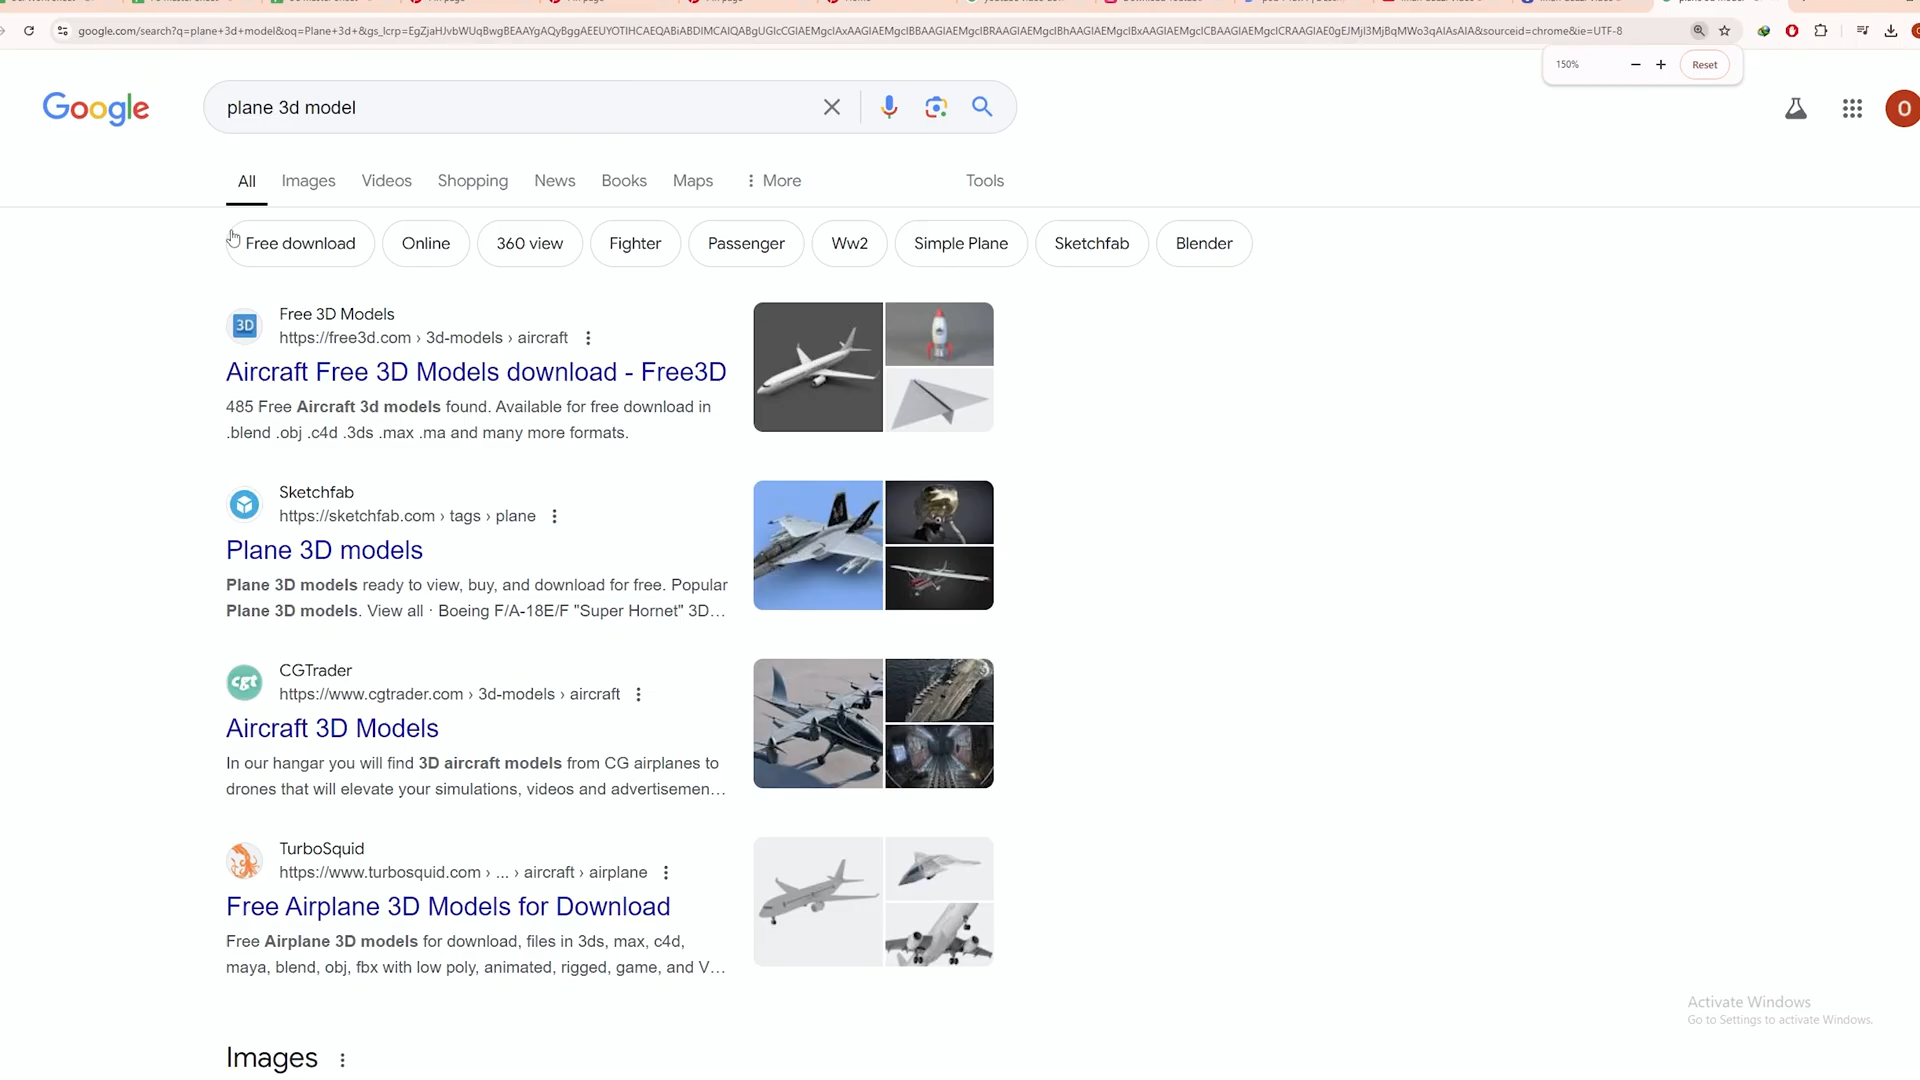 google.com/search?q=plane+3d+model&oq=Plane+3d+&gs_lcrp=EgZjaHJvbWUqBwgBEAAYgAQyBggAEEUYOTIHCAEQABiABDIMCAIQABgUGIcCGIAEMgcIAxAAGIAEMgcIBBAAGIAEMgcIBRAAGIAEMgcIBhAAGIAEMgcIBxAAGIAEMgcICBAAGIAEMgcICRAAGIAE0gEJMjI3MjBqMWo3qAIAsAIA&sourceid=chrome&ie=UTF-8
150%
Reset
Google
plane 3d model
O
All Images Videos Shopping News Books Maps More Tools
Free download Online 360 view Fighter Passenger Ww2 Simple Plane Sketchfab Blender
3D
Free 3D Models
https://free3d.com › 3d-models › aircraft
Aircraft Free 3D Models download - Free3D
485 Free Aircraft 3d models found. Available for free download in
.blend .obj .c4d .3ds .max .ma and many more formats.
Sketchfab
https://sketchfab.com › tags › plane
Plane 3D models
Plane 3D models ready to view, buy, and download for free. Popular
Plane 3D models. View all · Boeing F/A-18E/F "Super Hornet" 3D...
cgt
CGTrader
https://www.cgtrader.com › 3d-models › aircraft
Aircraft 3D Models
In our hangar you will find 3D aircraft models from CG airplanes to
drones that will elevate your simulations, videos and advertisemen...
TurboSquid
https://www.turbosquid.com › ... › aircraft › airplane
Free Airplane 3D Models for Download
Free Airplane 3D models for download, files in 3ds, max, c4d,
maya, blend, obj, fbx with low poly, animated, rigged, game, and V...
Images
Activate Windows
Go to Settings to activate Windows.